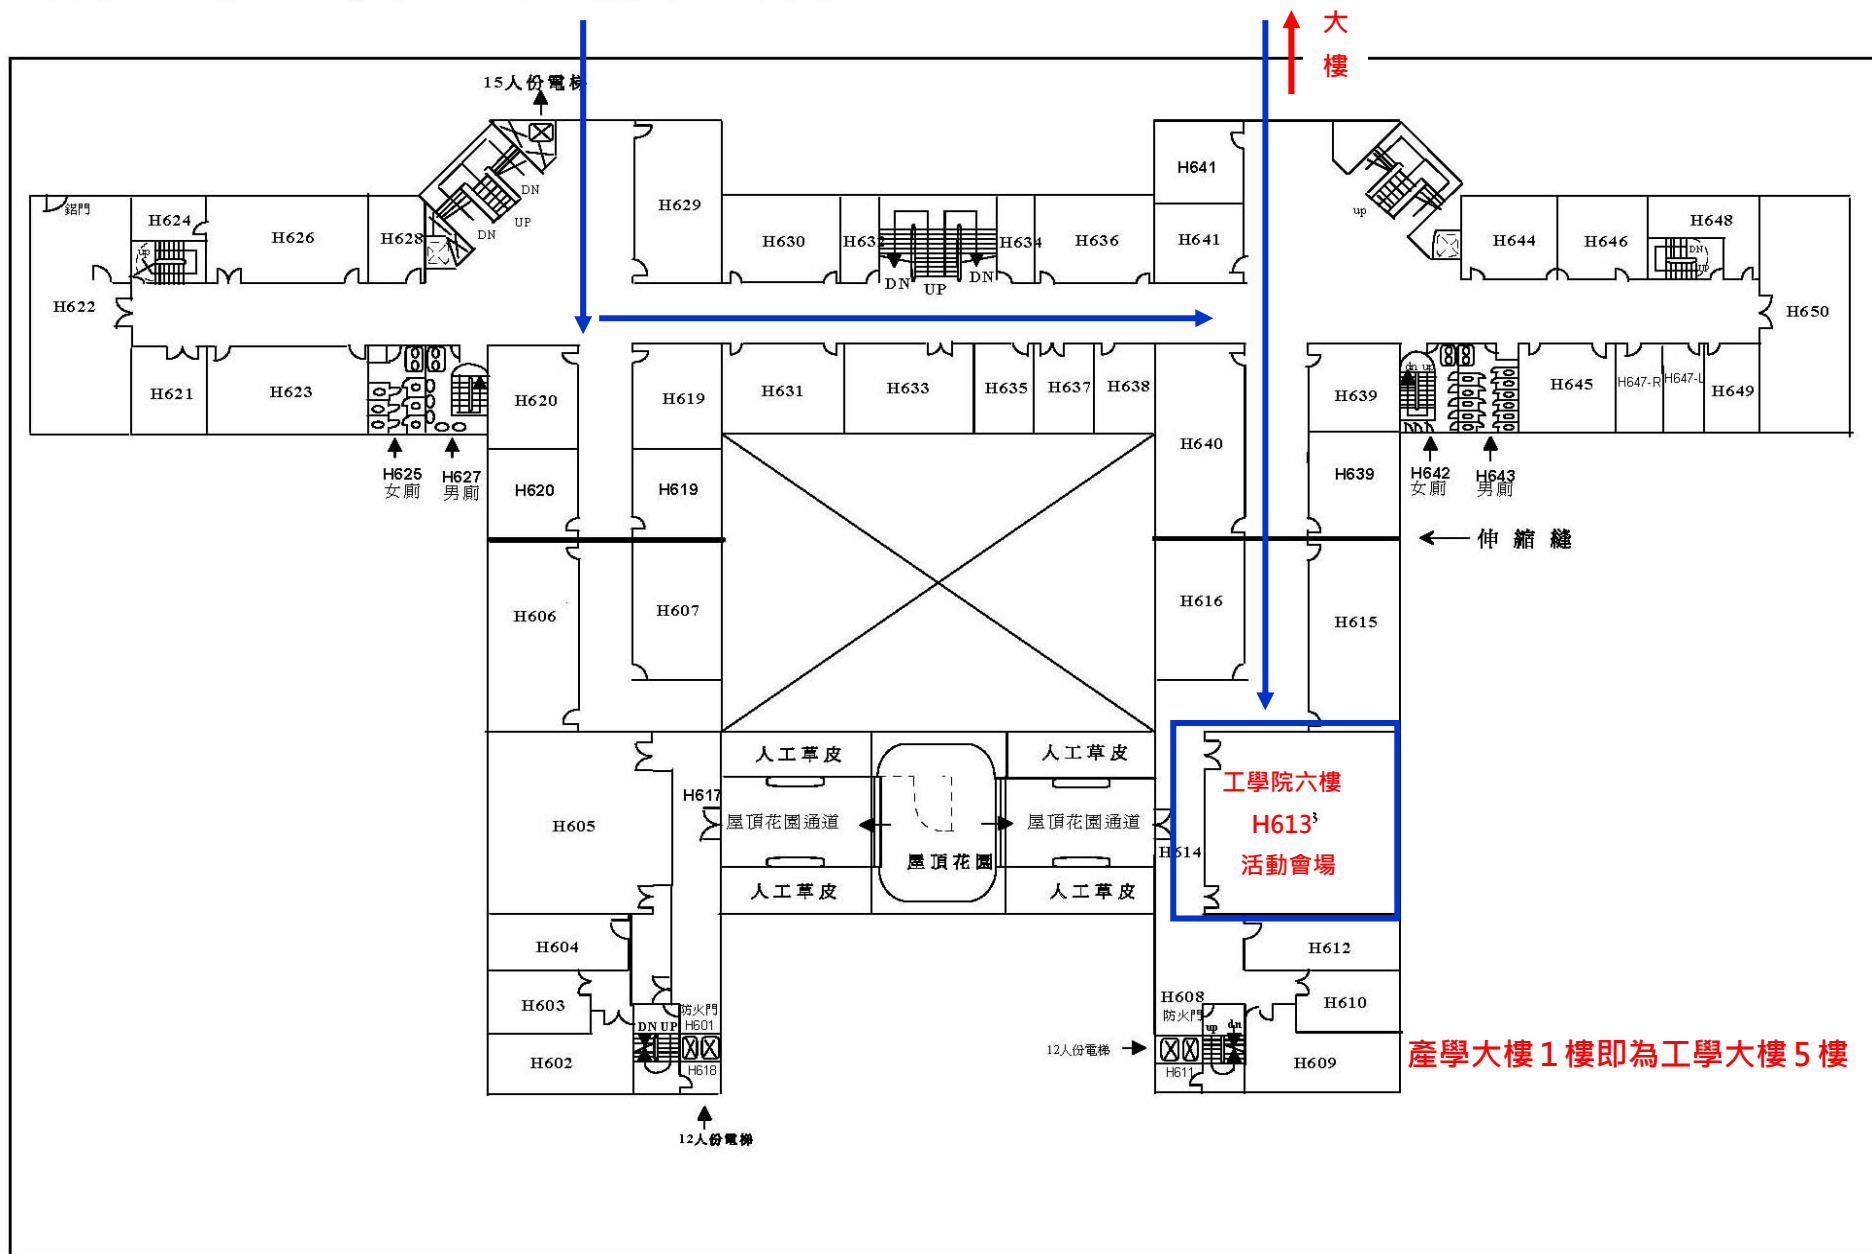 大
樓
15人份電梯
H641
H629
DN
UP
DN
up
鋁門
H624
H626
H628
H630
H632
H634
H636
H641
H644
H646
H648
up
DN
UP
DN
UP
DN
H622
H650
H621
H623
H620
H619
H631
H633
H635
H637
H638
H640
H639
dn up
H645
H647-R
H647-L
H649
H625
女廁
H627
男廁
H620
H619
H639
H642
女廁
H643
男廁
伸縮縫
H606
H607
H616
H615
人工草皮
人工草皮
H617
屋頂花園通道
屋頂花園通道
工學院六樓
H613
活動會場
H605
屋頂花園
H614
人工草皮
人工草皮
H604
H612
H603
防火門
H601
H608
防火門
H610
DN UP
up dn
H602
H618
12人份電梯
H611
H609
產學大樓1樓即為工學大樓5樓
12人份電梯